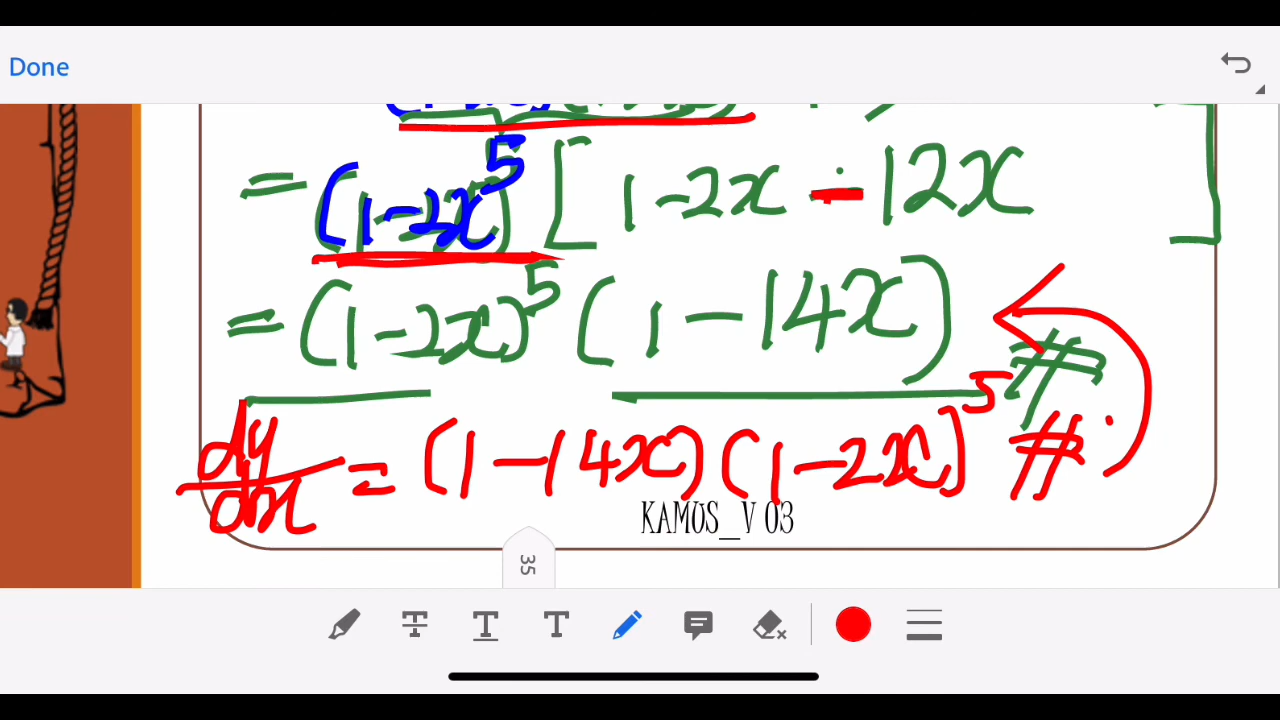 Done
= (1-2x)^5 [1-2x - 12x]
= (1-2x)^5 (1-14x) #
dy/dx = (1-14x)(1-2x)^5 #
KAMUS_V 03
35
T T T